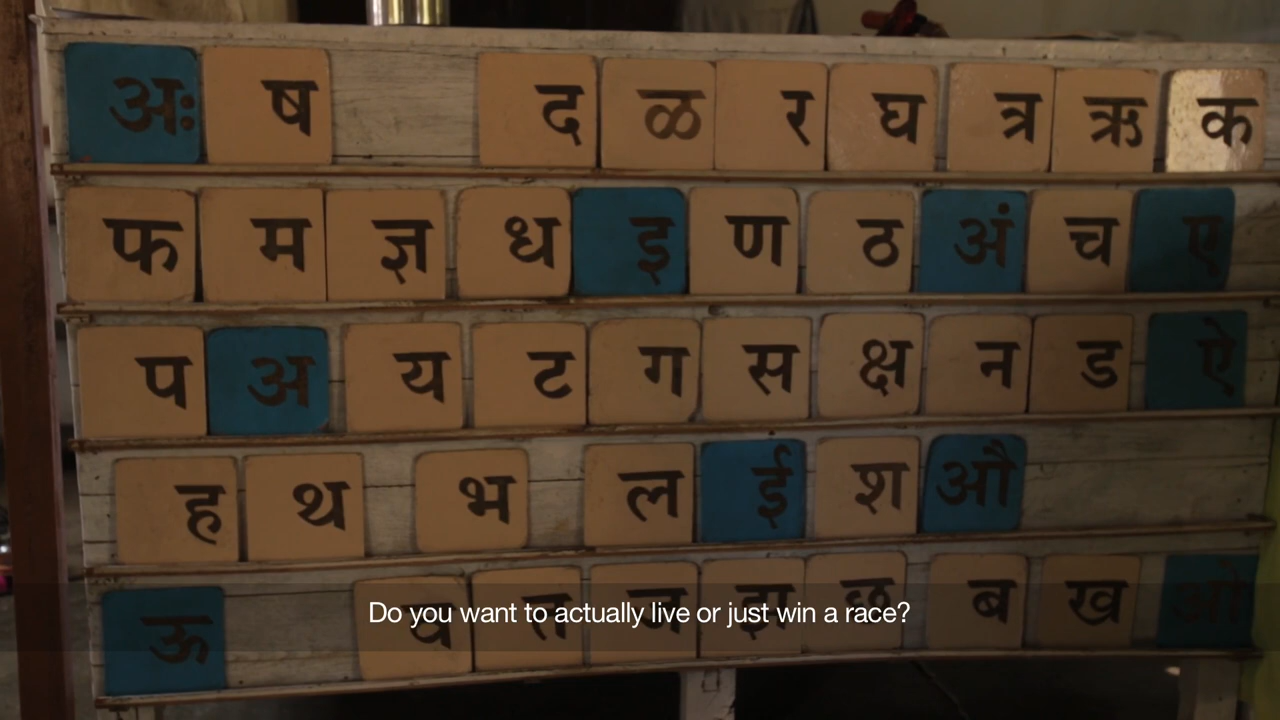 अः ष द ळ र घ त्र ऋ क
फ म ज्ञ ध इ ण ठ अं च ए
प अ य ट ग स क्ष न ड ऐ
ह थ भ ल ई श औ
ऊ व त ज झ छ ब ख ओ
Do you want to actually live or just win a race?